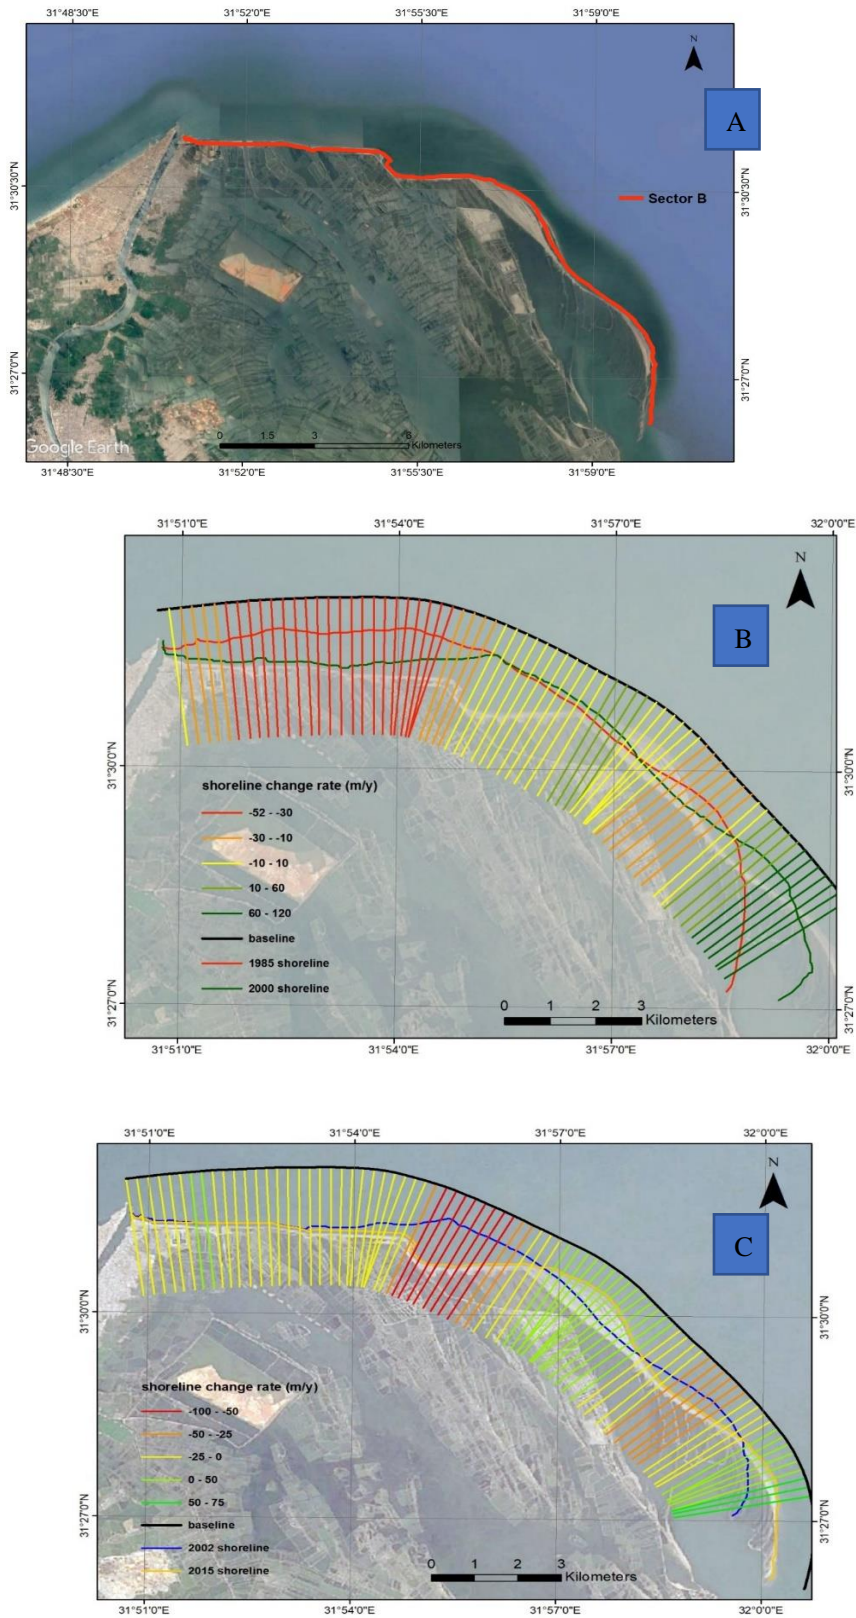 31°48'30"E 31°52'0"E 31°55'30"E 31°59'0"E
N
A
31°30'30"N
31°30'30"N
Sector B
31°27'0"N
31°27'0"N
0 1.5 3 6
Kilometers
Google Earth
31°48'30"E 31°52'0"E 31°55'30"E 31°59'0"E
31°51'0"E 31°54'0"E 31°57'0"E 32°0'0"E
N
B
31°30'0"N
31°30'0"N
shoreline change rate (m/y)
-52 - -30
-30 - -10
-10 - 10
10 - 60
60 - 120
baseline
1985 shoreline
2000 shoreline
31°27'0"N
31°27'0"N
0 1 2 3
Kilometers
31°51'0"E 31°54'0"E 31°57'0"E 32°0'0"E
31°51'0"E 31°54'0"E 31°57'0"E 32°0'0"E
N
C
31°30'0"N
31°30'0"N
shoreline change rate (m/y)
-100 - -50
-50 - -25
-25 - 0
0 - 50
50 - 75
baseline
2002 shoreline
2015 shoreline
31°27'0"N
31°27'0"N
0 1 2 3
Kilometers
31°51'0"E 31°54'0"E 31°57'0"E 32°0'0"E